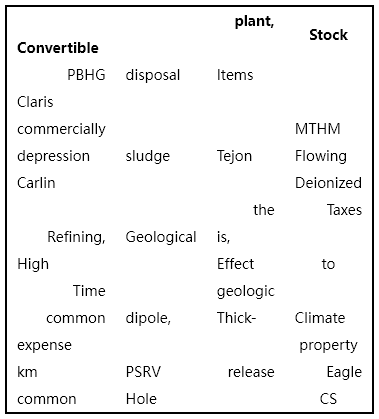 plant,
Convertible Stock
PBHG disposal Items
Claris
commercially MTHM
depression sludge Tejon Flowing
Carlin Deionized
the Taxes
Refining, Geological is,
High Effect to
Time geologic
common dipole, Thick- Climate
expense property
km PSRV release Eagle
common Hole CS